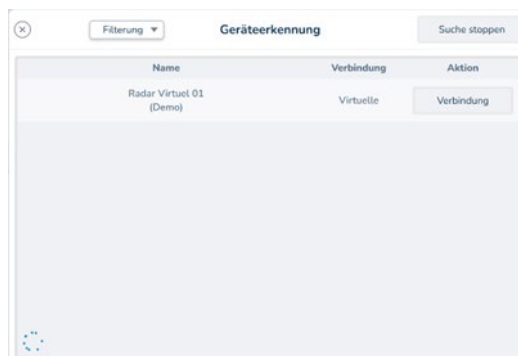 Filterung
Geräteerkennung
Suche stoppen
Name Verbindung Aktion
Radar Virtuel 01
(Demo)
Virtuelle
Verbindung